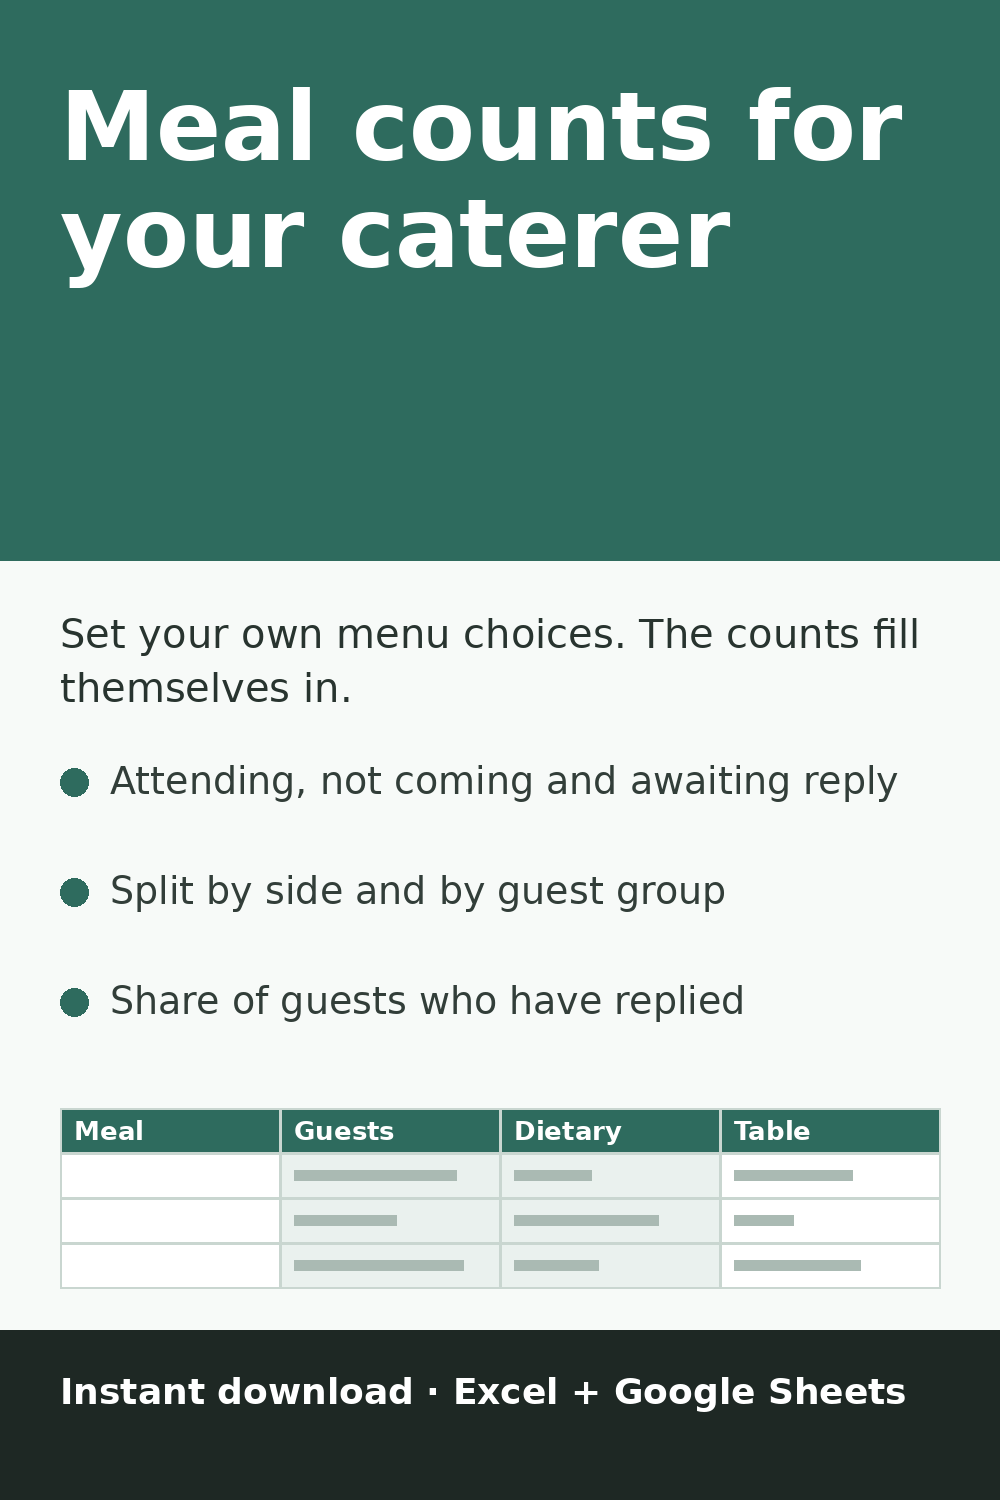 Meal counts for
your caterer
Set your own menu choices. The counts fill
themselves in.
Attending, not coming and awaiting reply
Split by side and by guest group
Share of guests who have replied
Meal Guests Dietary Table
Instant download · Excel + Google Sheets